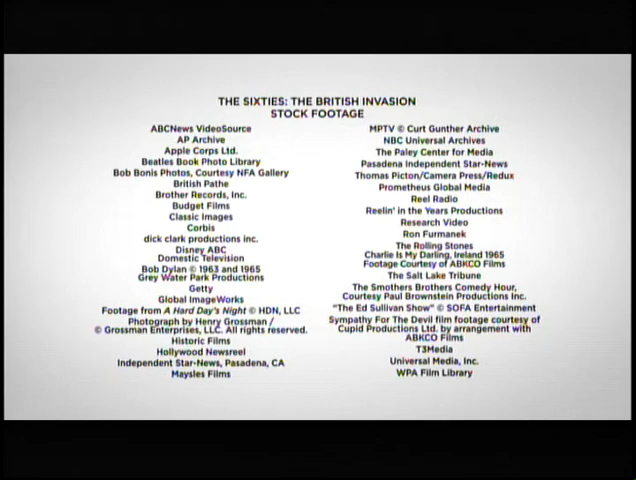 THE SIXTIES: THE BRITISH INVASION
STOCK FOOTAGE
ABCNews VideoSource
AP Archive
Apple Corps Ltd.
Beatles Book Photo Library
Bob Bonis Photos, Courtesy NFA Gallery
British Pathe
Brother Records, Inc.
Budget Films
Classic Images
Corbis
dick clark productions inc.
Disney ABC
Domestic Television
Bob Dylan © 1963 and 1965
Grey Water Park Productions
Getty
Global ImageWorks
Footage from A Hard Day's Night © HDN, LLC
Photograph by Henry Grossman /
© Grossman Enterprises, LLC. All rights reserved.
Historic Films
Hollywood Newsreel
Independent Star-News, Pasadena, CA
Maysles Films
MPTV © Curt Gunther Archive
NBC Universal Archives
The Paley Center for Media
Pasadena Independent Star-News
Thomas Picton/Camera Press/Redux
Prometheus Global Media
Reel Radio
Reelin' in the Years Productions
Research Video
Ron Furmanek
The Rolling Stones
Charlie Is My Darling, Ireland 1965
Footage Courtesy of ABKCO Films
The Salt Lake Tribune
The Smothers Brothers Comedy Hour,
Courtesy Paul Brownstein Productions Inc.
"The Ed Sullivan Show" © SOFA Entertainment
Sympathy For The Devil film footage courtesy of
Cupid Productions Ltd. by arrangement with
ABKCO Films
T3Media
Universal Media, Inc.
WPA Film Library